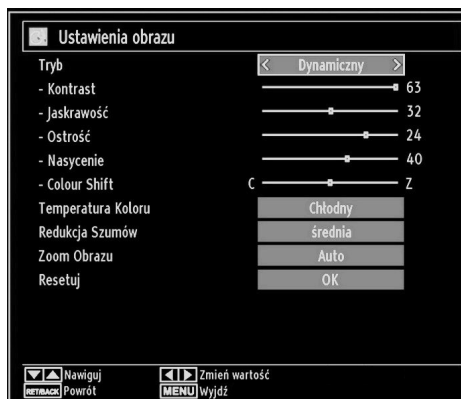 Ustawienia obrazu
Tryb < Dynamiczny >
- Kontrast 63
- Jaskrawość 32
- Ostrość 24
- Nasycenie 40
- Colour Shift C Z
Temperatura Koloru Chłodny
Redukcja Szumów średnia
Zoom Obrazu Auto
Resetuj OK
Nawiguj Zmień wartość
RET/BACK Powrót MENU Wyjdź